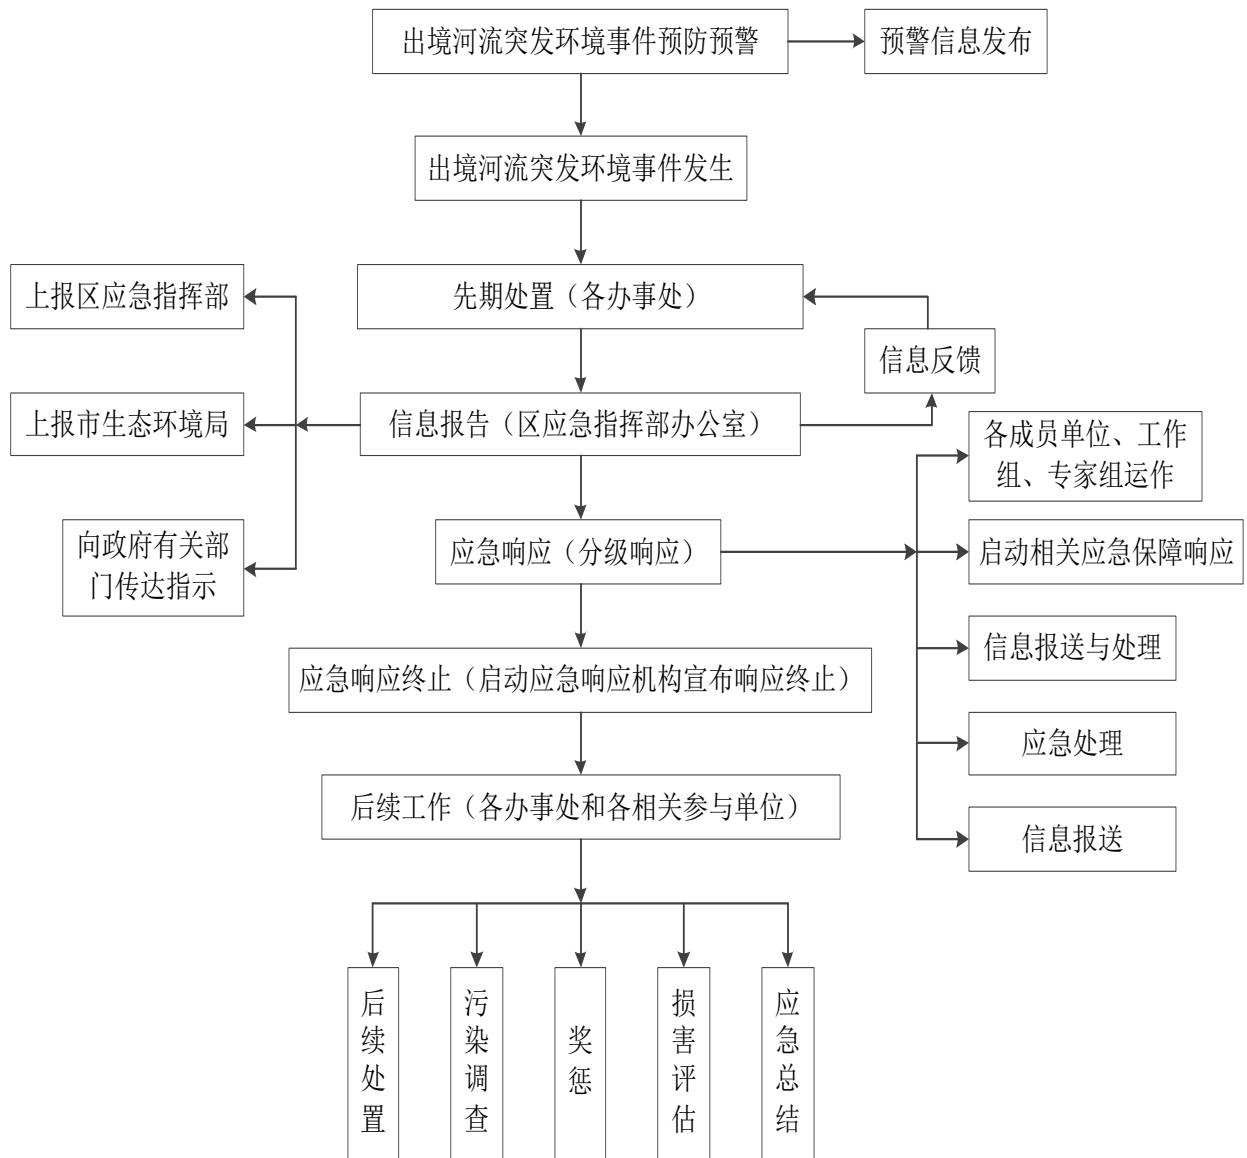 出境河流突发环境事件预防预警
预警信息发布
出境河流突发环境事件发生
上报区应急指挥部
先期处置（各办事处）
信息反馈
上报市生态环境局
信息报告（区应急指挥部办公室）
各成员单位、工作
组、专家组运作
向政府有关部
门传达指示
应急响应（分级响应）
启动相关应急保障响应
信息报送与处理
应急响应终止（启动应急响应机构宣布响应终止）
应急处理
后续工作（各办事处和各相关参与单位）
信息报送
后续处置
污染调查
奖惩
损害评估
应急总结